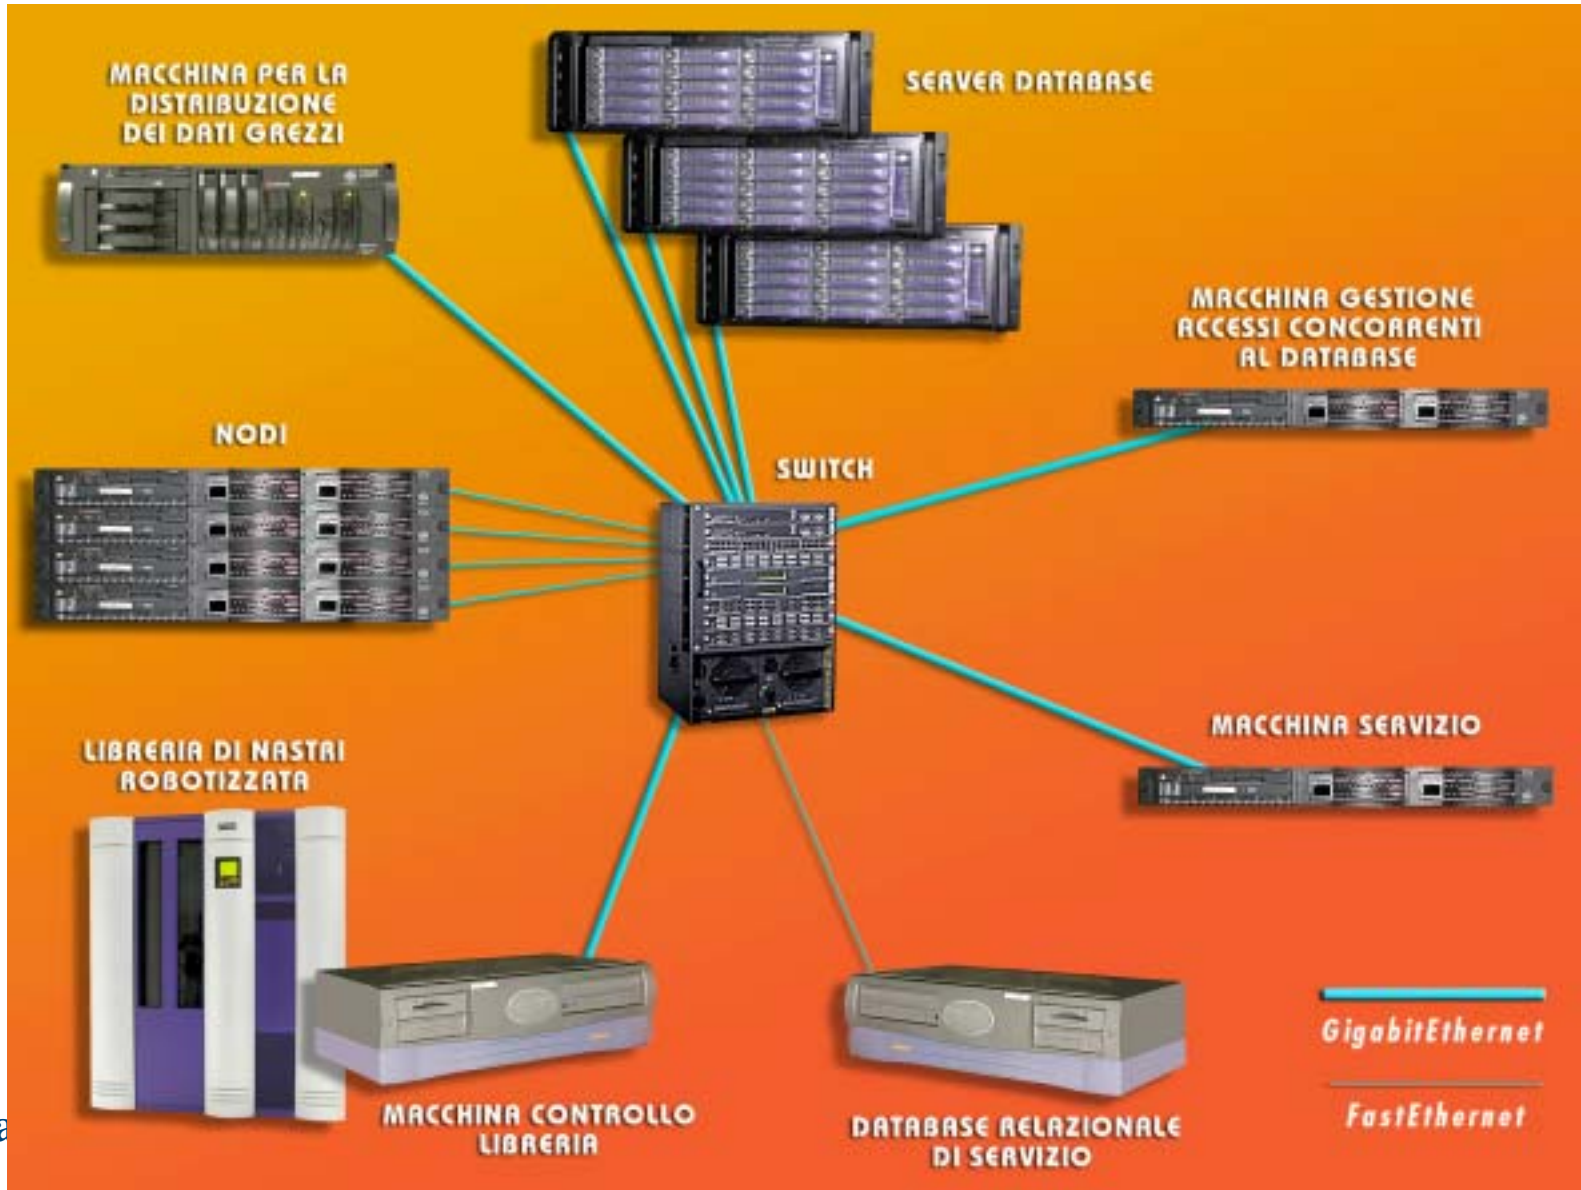 MACCHINA PER LA
DISTRIBUZIONE
DEI DATI GREZZI
SERVER DATABASE
MACCHINA GESTIONE
ACCESSI CONCORRENTI
AL DATABASE
NODI
SWITCH
MACCHINA SERVIZIO
LIBRERIA DI NASTRI
ROBOTIZZATA
GigabitEthernet
FastEthernet
MACCHINA CONTROLLO
LIBRERIA
DATABASE RELAZIONALE
DI SERVIZIO